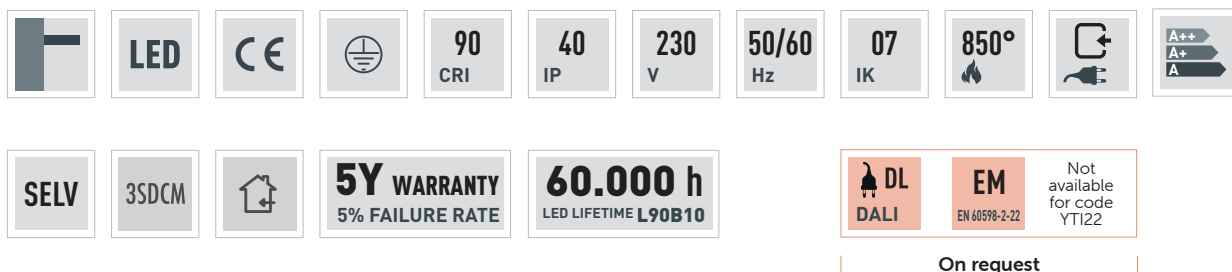 LED
CE
90
CRI
40
IP
230
V
50/60
Hz
07
IK
850°
A++
A+
A
SELV
3SDCM
5Y WARRANTY
5% FAILURE RATE
60.000 h
LED LIFETIME L90B10
DL
DALI
EM
EN 60598-2-22
Not
available
for code
YTI22
On request